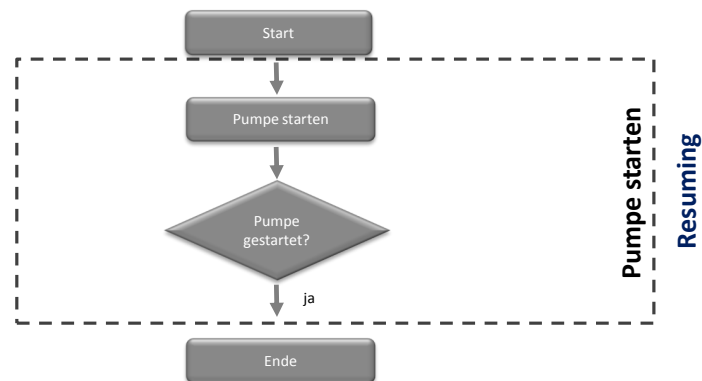 Start
Pumpe starten
Pumpe
gestartet?
ja
Ende
Pumpe starten
Resuming